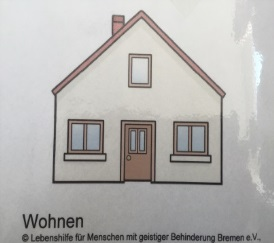 Wohnen
© Lebenshilfe für Menschen mit geistiger Behinderung Bremen e.V.,